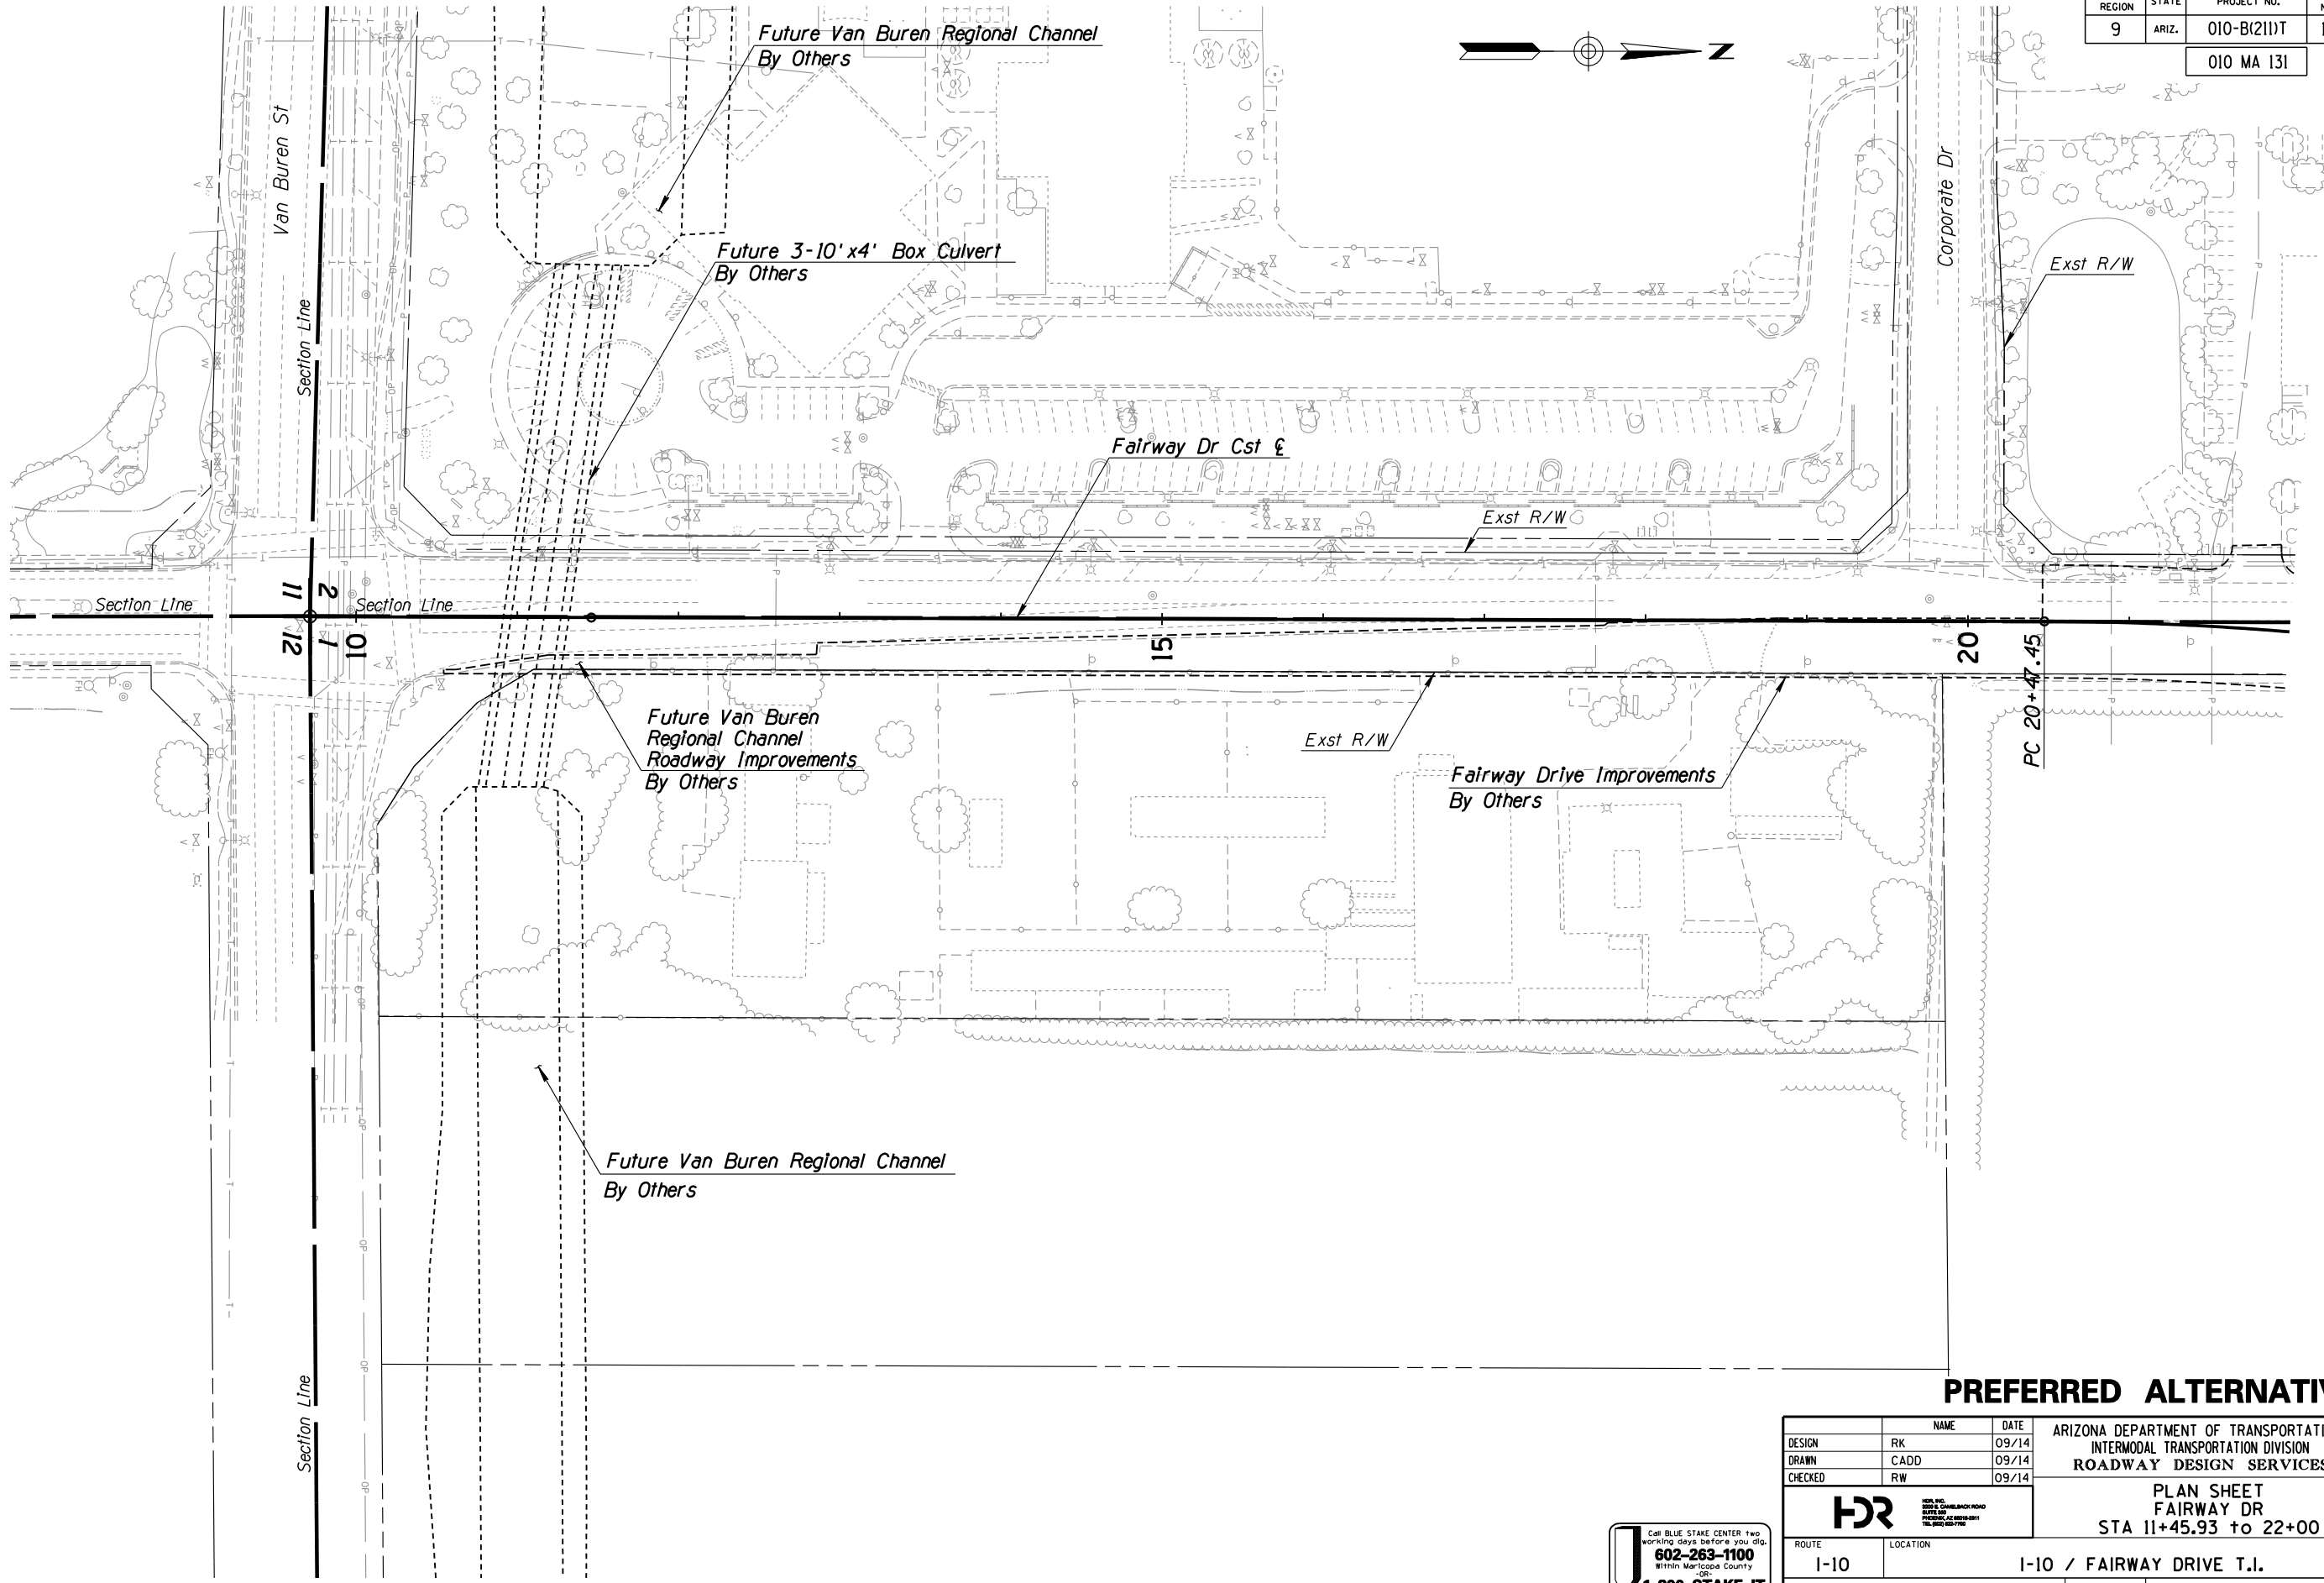 REGION STATE PROJECT NO.
9 ARIZ. 010-B(211)T
010 MA 131
Future Van Buren Regional Channel
By Others
N
Van Buren St
Corporate Dr
Future 3-10'x4' Box Culvert
By Others
Exst R/W
Section Line
Fairway Dr Cst ℄
Exst R/W
11 2
12 1
Section Line
Section Line
10
15
20
PC 20+47.45
Future Van Buren
Regional Channel
Roadway Improvements
By Others
Exst R/W
Fairway Drive Improvements
By Others
Future Van Buren Regional Channel
By Others
Section Line
PREFERRED ALTERNATIV
NAME DATE
DESIGN RK 09/14
DRAWN CADD 09/14
CHECKED RW 09/14
ARIZONA DEPARTMENT OF TRANSPORTATI
INTERMODAL TRANSPORTATION DIVISION
ROADWAY DESIGN SERVICES
HDR
PLAN SHEET
FAIRWAY DR
STA 11+45.93 to 22+00
ROUTE LOCATION
I-10 I-10 / FAIRWAY DRIVE T.I.
Call BLUE STAKE CENTER two
working days before you dig.
602-263-1100
Within Maricopa County
-OR-